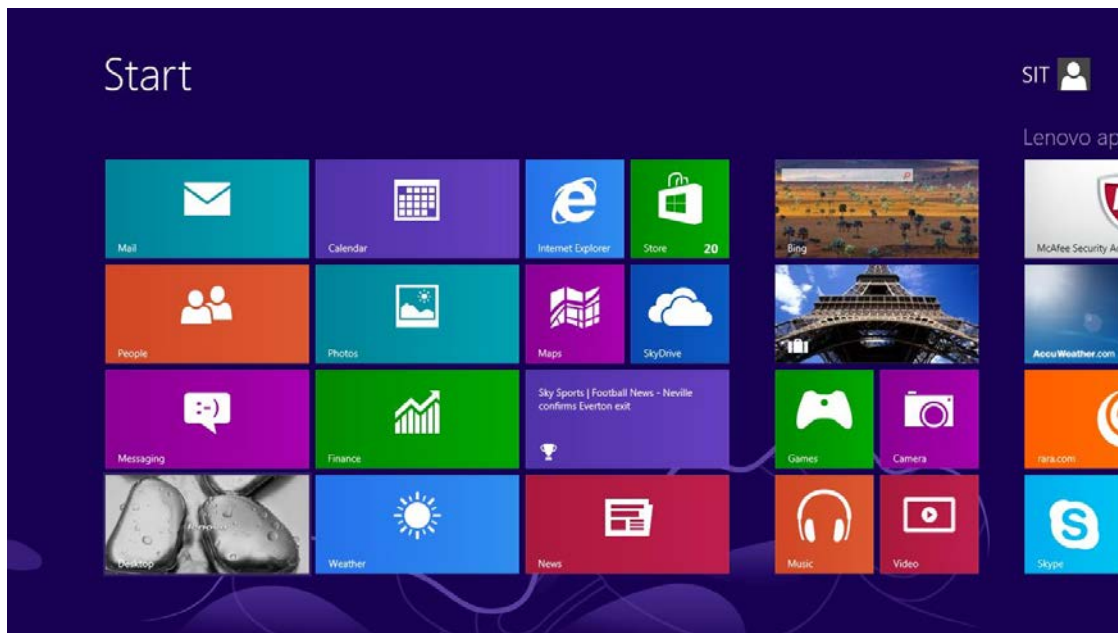 Start
SIT
Lenovo ap
Mail
Calendar
Internet Explorer
Store 20
Bing
McAfee Security A
People
Photos
Maps
SkyDrive
AccuWeather.com
Messaging
Finance
Sky Sports | Football News - Neville
confirms Everton exit
Games
Camera
rara.com
Desktop
lenovo
Weather
News
Music
Video
Skype